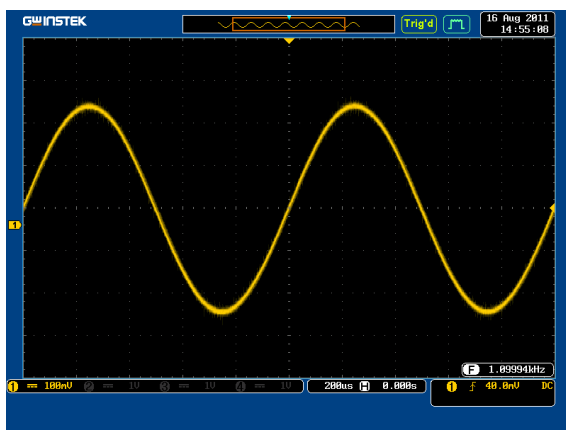 GWINSTEK
Trig'd
16 Aug 2011
14:55:08
1
F 1.09994kHz
1 100mV 2 1V 3 1V 4 1V
200us H 0.000s
1 40.0mV DC